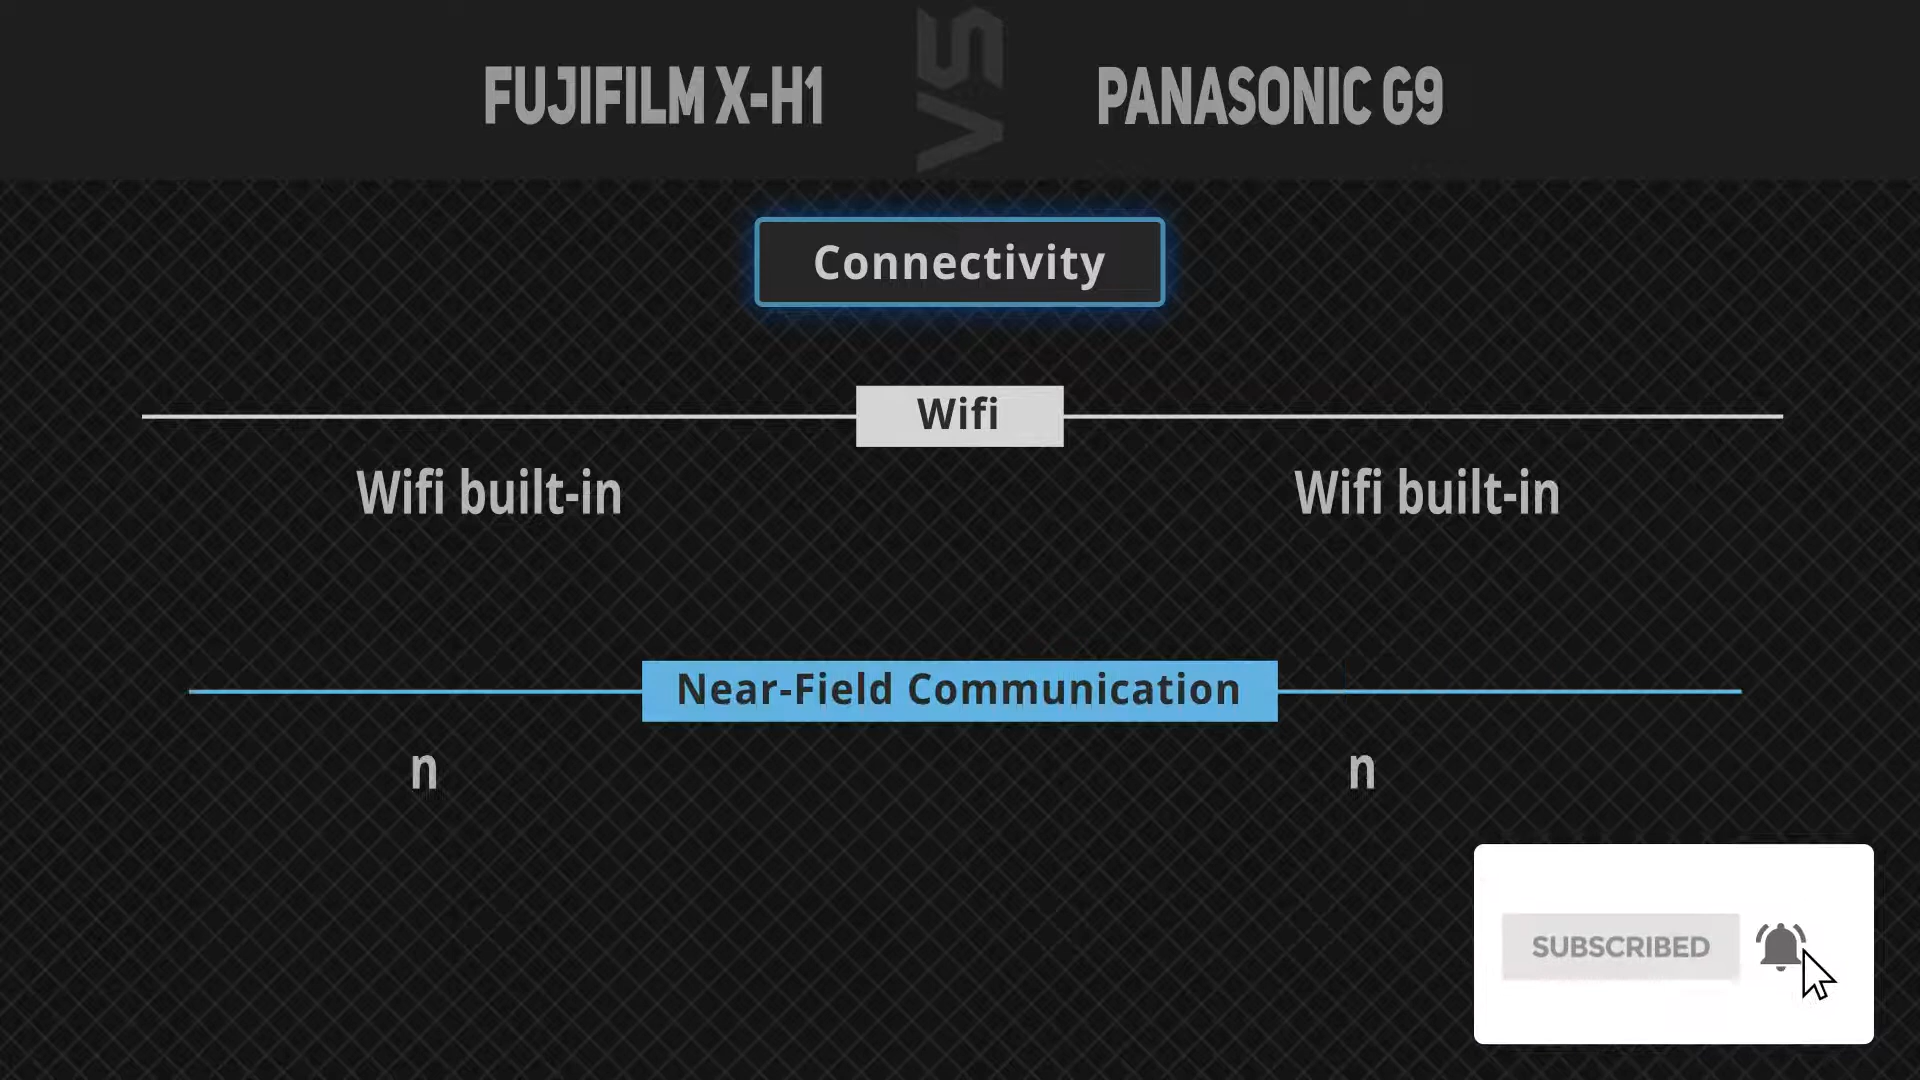 FUJIFILM X-H1
VS
PANASONIC G9
Connectivity
Wifi
Wifi built-in
Wifi built-in
Near-Field Communication
n
n
SUBSCRIBED